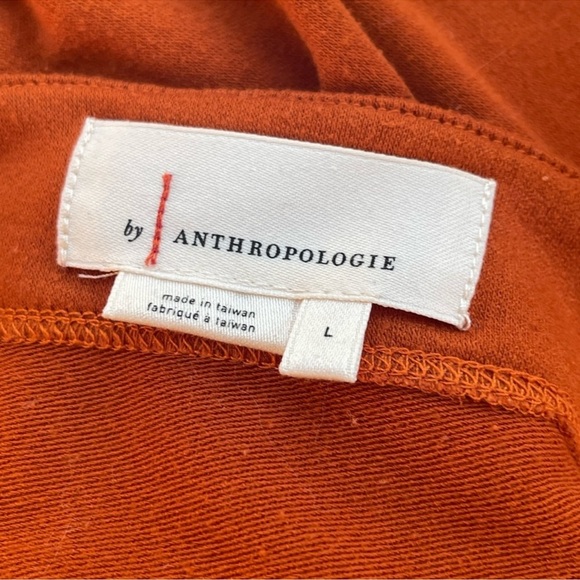 by ANTHROPOLOGIE
made in taiwan
fabriqué à taiwan
L